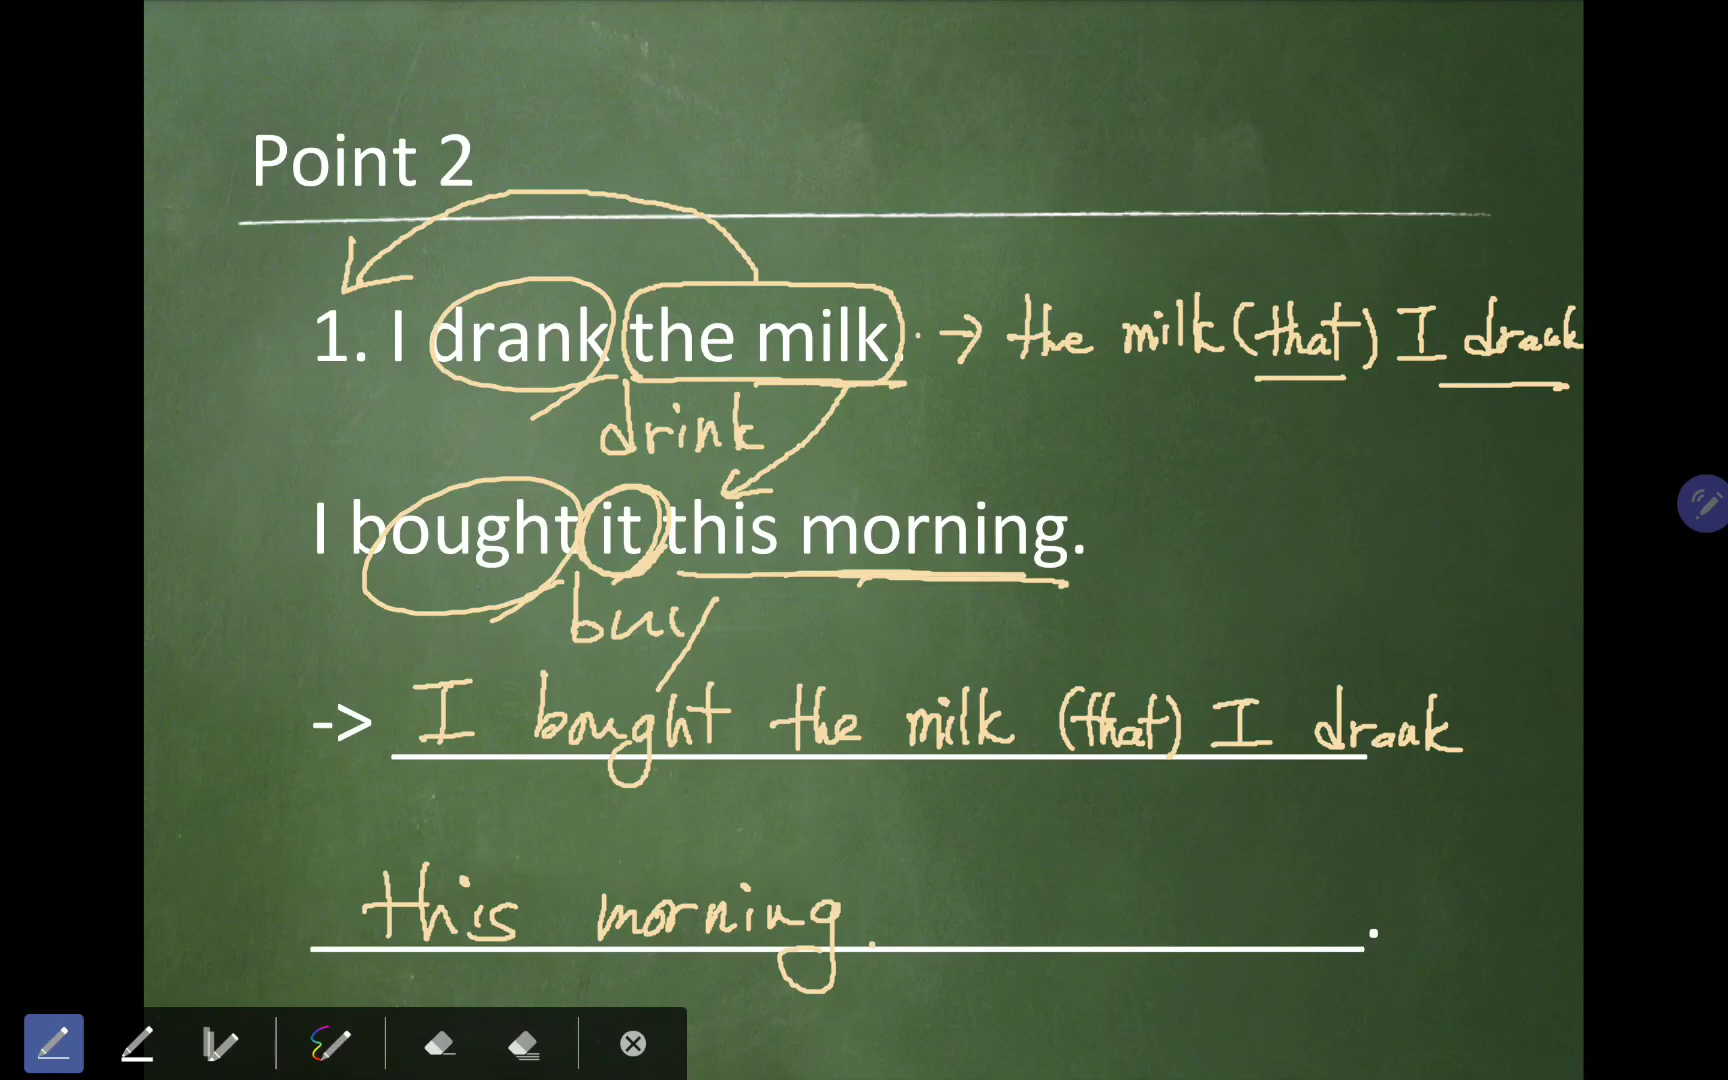 Point 2
1. I drank the milk. → the milk (that) I drank
drink
I bought it this morning.
buy
-> I bought the milk (that) I drank
this morning.